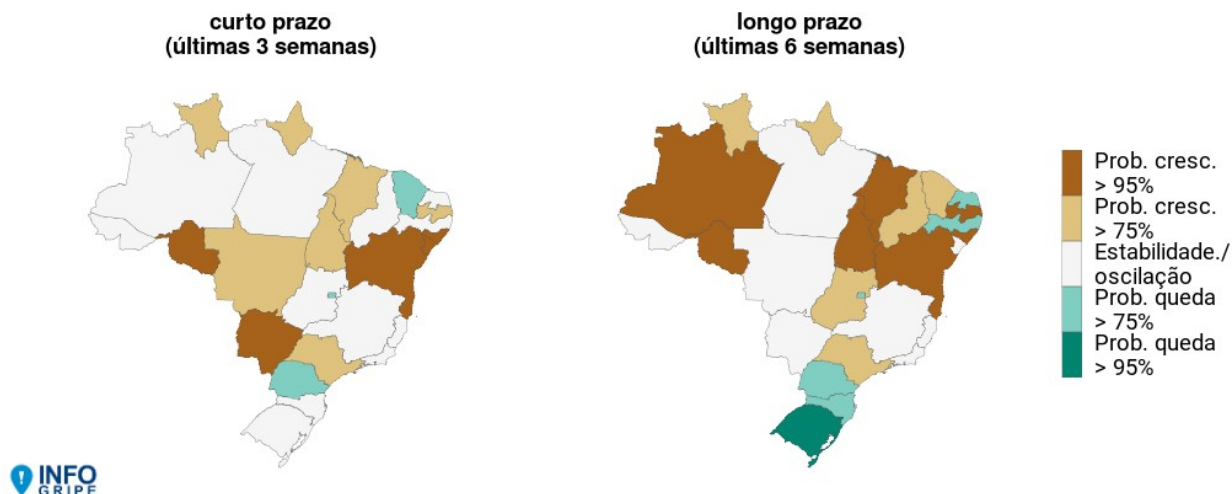 curto prazo
(últimas 3 semanas)
longo prazo
(últimas 6 semanas)
Prob. cresc.
> 95%
Prob. cresc.
> 75%
Estabilidade./
oscilação
Prob. queda
> 75%
Prob. queda
> 95%
INFO
GRIPE